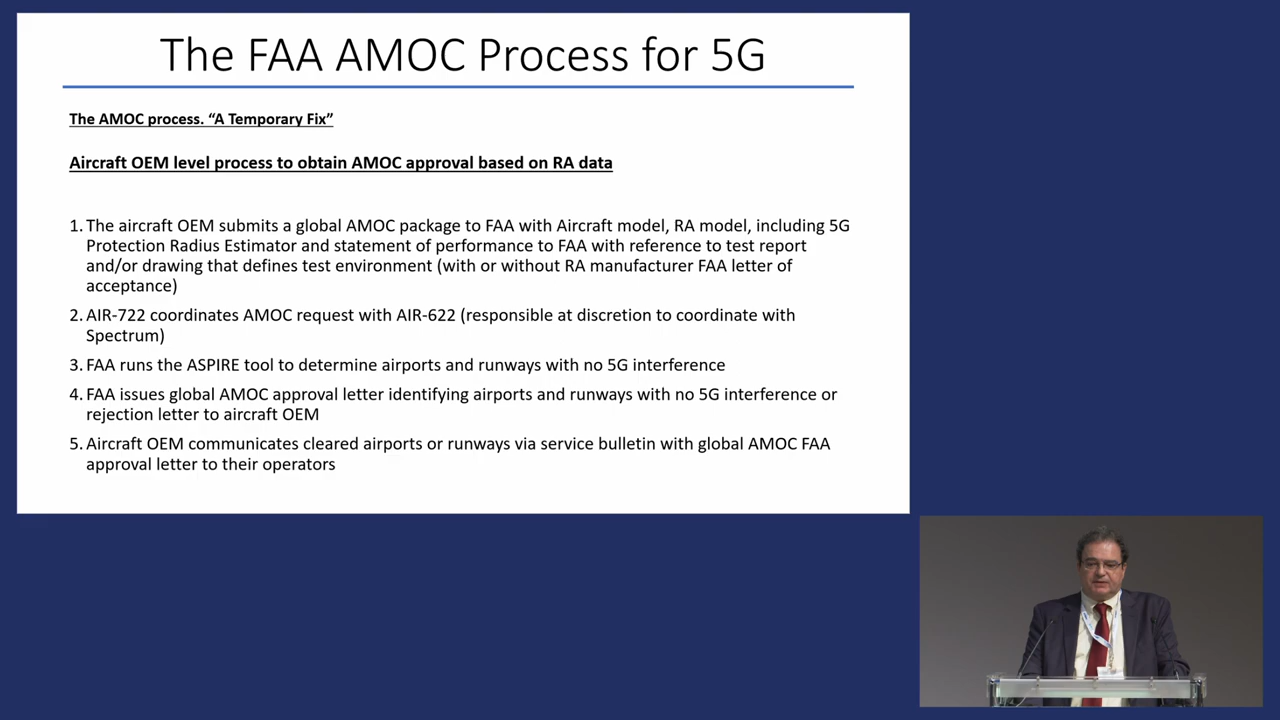 The FAA AMOC Process for 5G
The AMOC process. “A Temporary Fix”
Aircraft OEM level process to obtain AMOC approval based on RA data
1. The aircraft OEM submits a global AMOC package to FAA with Aircraft model, RA model, including 5G
Protection Radius Estimator and statement of performance to FAA with reference to test report
and/or drawing that defines test environment (with or without RA manufacturer FAA letter of
acceptance)
2. AIR-722 coordinates AMOC request with AIR-622 (responsible at discretion to coordinate with
Spectrum)
3. FAA runs the ASPIRE tool to determine airports and runways with no 5G interference
4. FAA issues global AMOC approval letter identifying airports and runways with no 5G interference or
rejection letter to aircraft OEM
5. Aircraft OEM communicates cleared airports or runways via service bulletin with global AMOC FAA
approval letter to their operators